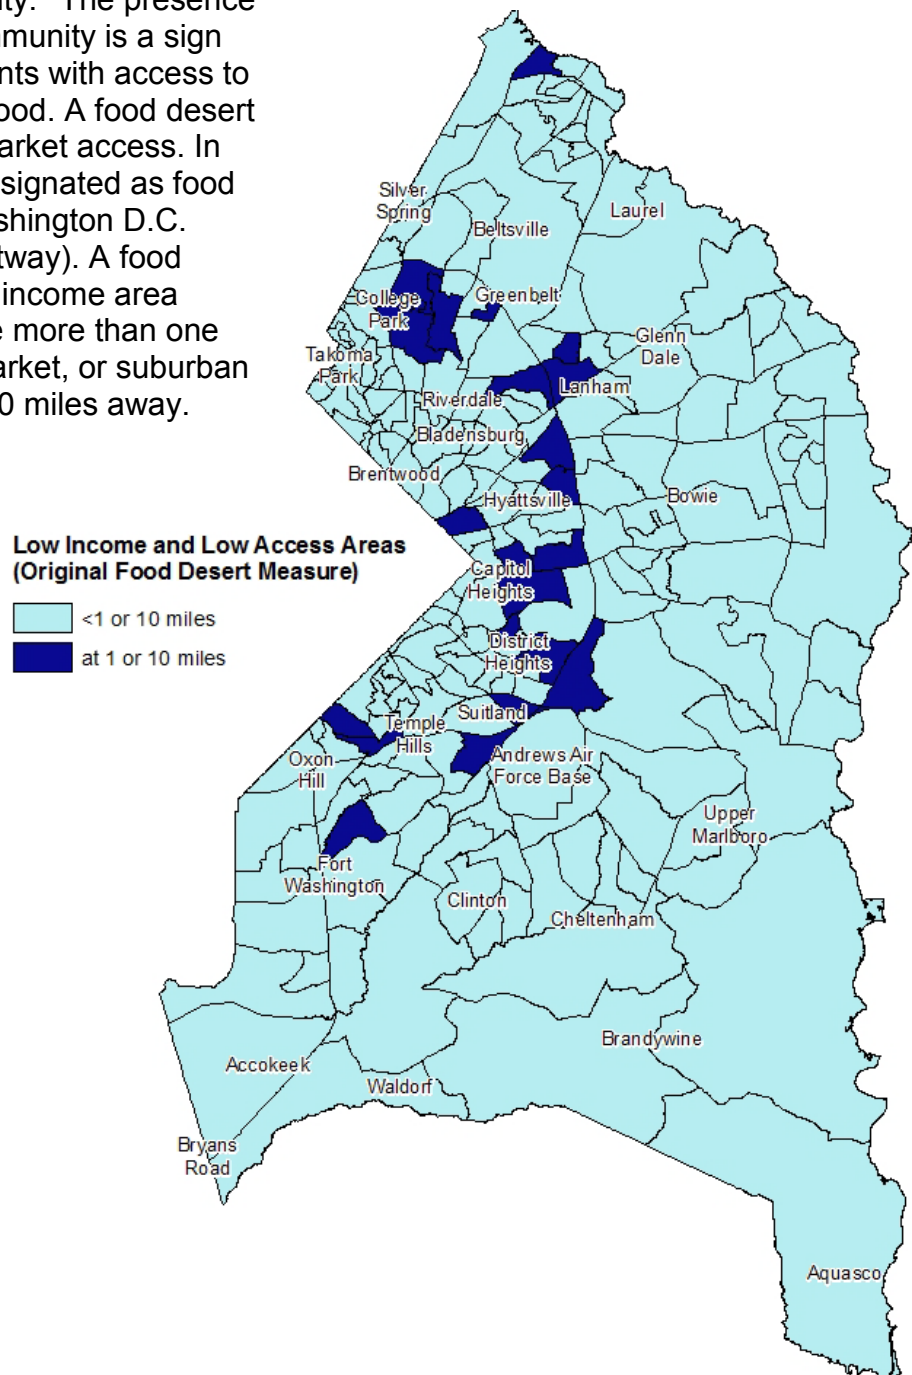 ity.  The presence
mmunity is a sign
nts with access to
ood. A food desert
arket access. In
signated as food
shington D.C.
tway). A food
income area
e more than one
arket, or suburban
0 miles away.
Low Income and Low Access Areas
(Original Food Desert Measure)
<1 or 10 miles
at 1 or 10 miles
Silver
Spring
Beltsville
Laurel
College
Park
Greenbelt
Takoma
Park
Glenn
Dale
Riverdale
Lanham
Bladensburg
Brentwood
Hyattsville
Bowie
Capitol
Heights
District
Heights
Suitland
Temple
Hills
Oxon
Hill
Andrews Air
Force Base
Upper
Marlboro
Fort
Washington
Clinton
Cheltenham
Brandywine
Accokeek
Waldorf
Bryans
Road
Aquasco